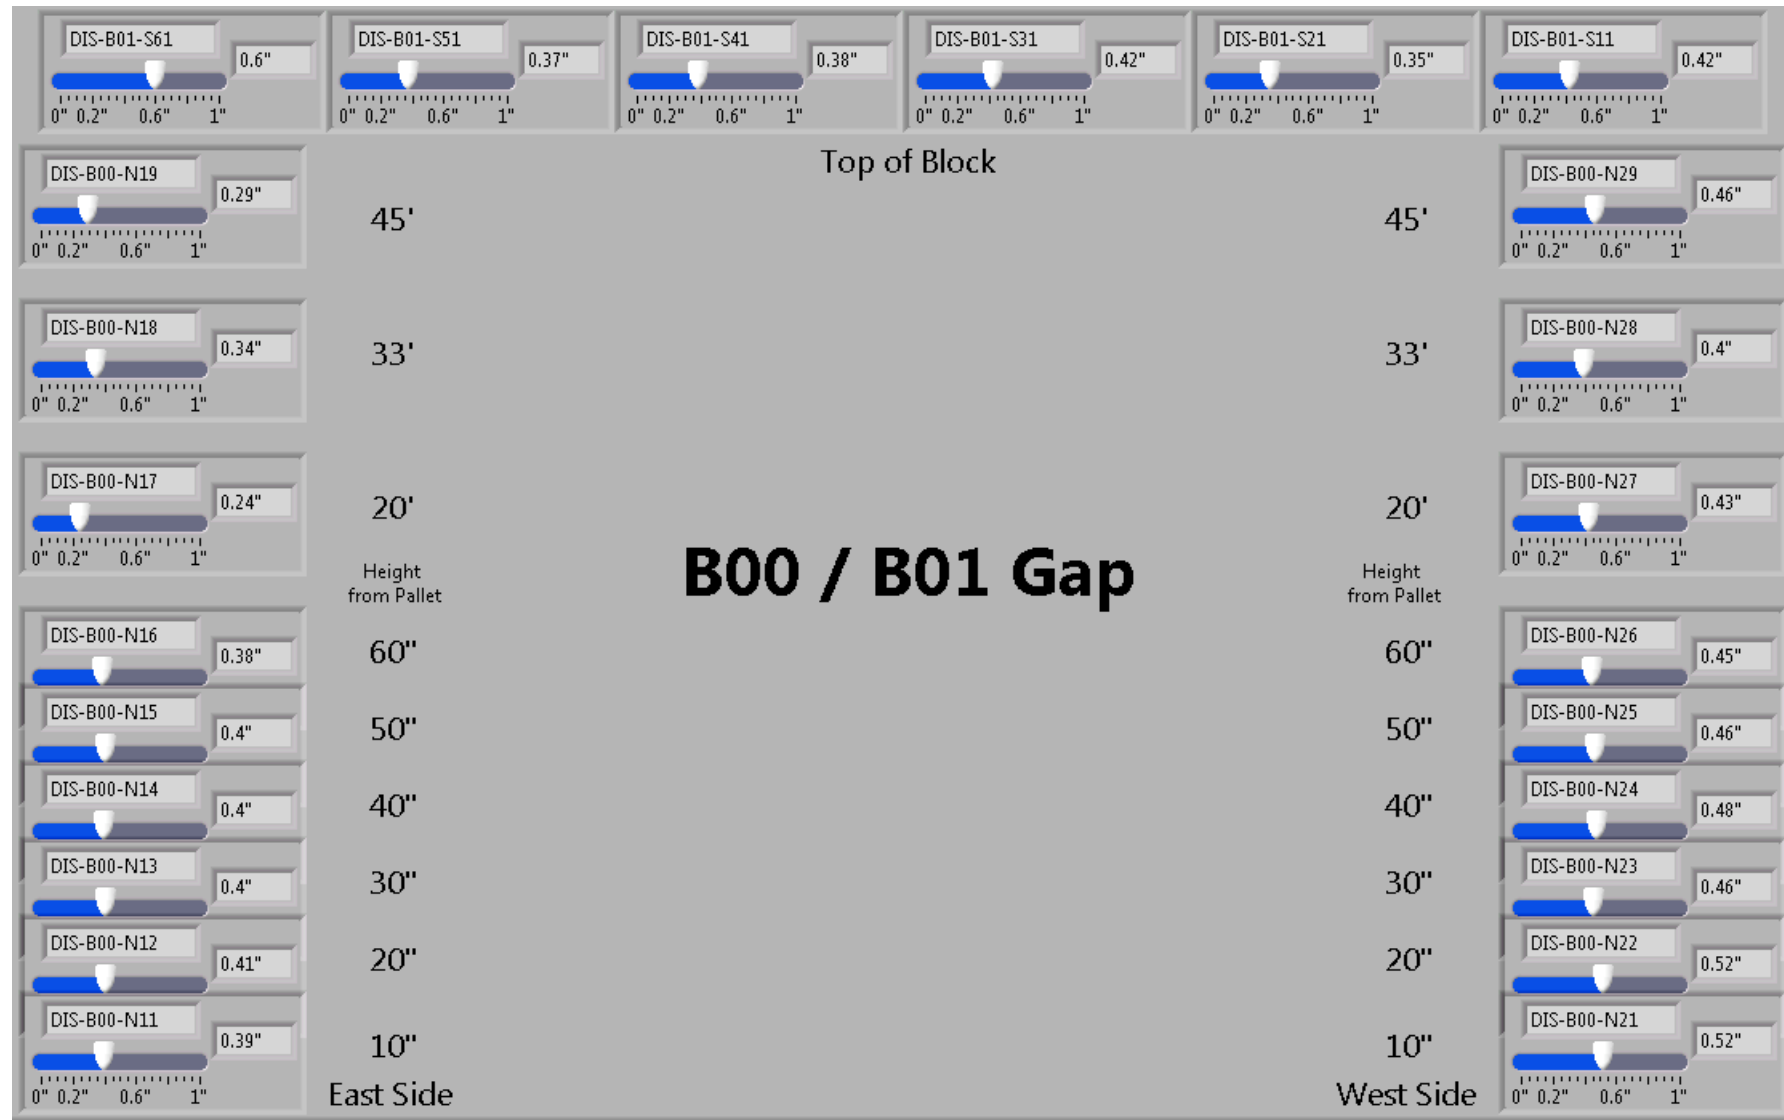 DIS-B01-S61
0.6"
0" 0.2" 0.6" 1"
DIS-B01-S51
0.37"
0" 0.2" 0.6" 1"
DIS-B01-S41
0.38"
0" 0.2" 0.6" 1"
DIS-B01-S31
0.42"
0" 0.2" 0.6" 1"
DIS-B01-S21
0.35"
0" 0.2" 0.6" 1"
DIS-B01-S11
0.42"
0" 0.2" 0.6" 1"
Top of Block
DIS-B00-N19
0.29"
0" 0.2" 0.6" 1"
45'
45'
DIS-B00-N29
0.46"
0" 0.2" 0.6" 1"
DIS-B00-N18
0.34"
0" 0.2" 0.6" 1"
33'
33'
DIS-B00-N28
0.4"
0" 0.2" 0.6" 1"
DIS-B00-N17
0.24"
0" 0.2" 0.6" 1"
20'
20'
DIS-B00-N27
0.43"
0" 0.2" 0.6" 1"
Height
from Pallet
B00 / B01 Gap
Height
from Pallet
DIS-B00-N16
0.38"
60"
60"
DIS-B00-N26
0.45"
DIS-B00-N15
0.4"
50"
50"
DIS-B00-N25
0.46"
DIS-B00-N14
0.4"
40"
40"
DIS-B00-N24
0.48"
DIS-B00-N13
0.4"
30"
30"
DIS-B00-N23
0.46"
DIS-B00-N12
0.41"
20"
20"
DIS-B00-N22
0.52"
DIS-B00-N11
0.39"
0" 0.2" 0.6" 1"
10"
10"
DIS-B00-N21
0.52"
0" 0.2" 0.6" 1"
East Side
West Side